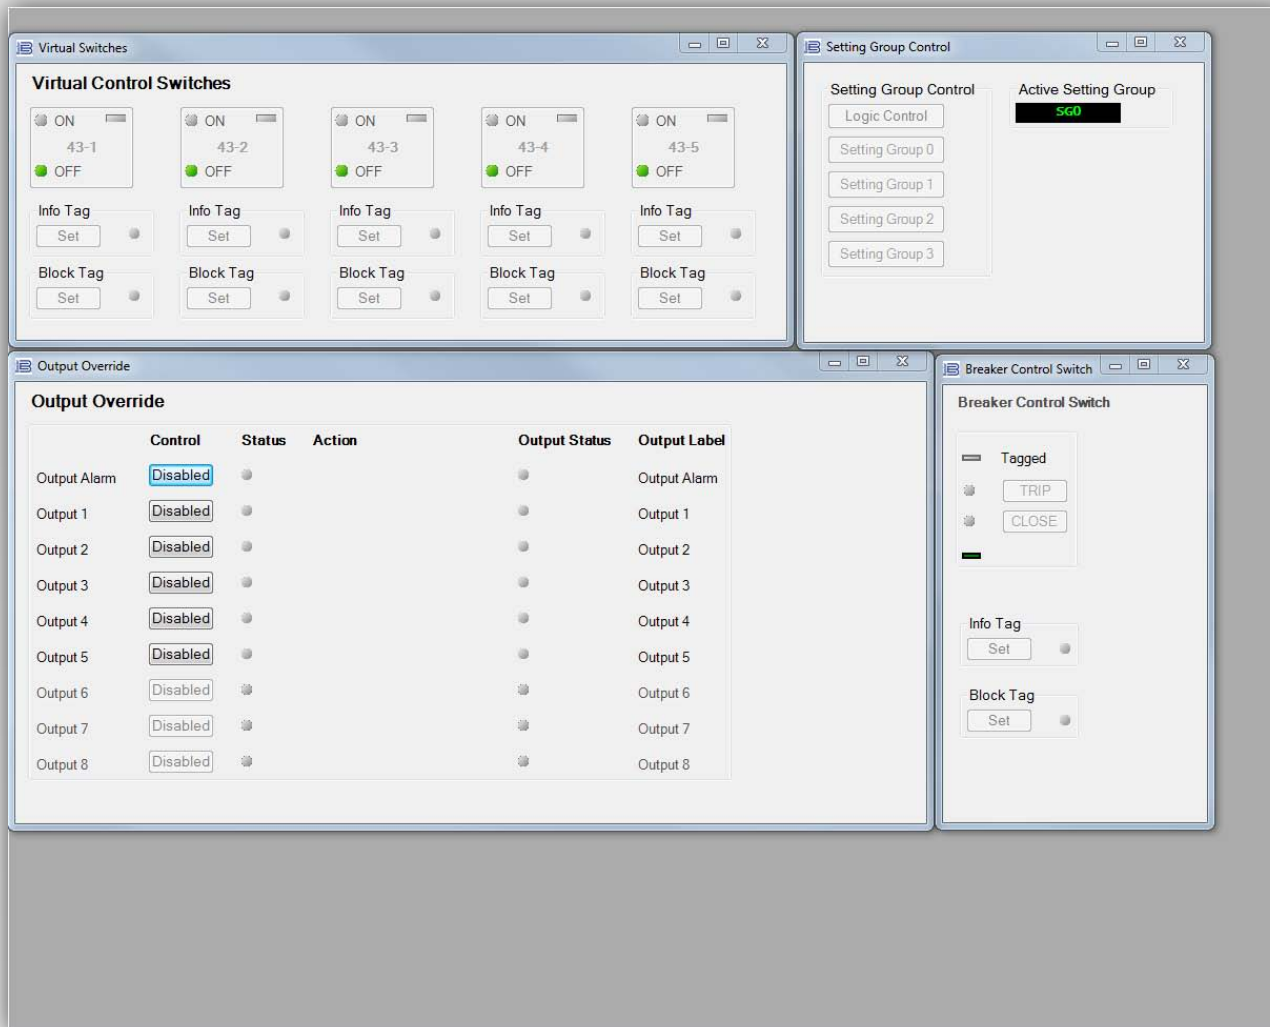 Virtual Switches
Virtual Control Switches
ON ON ON ON ON
43-1 43-2 43-3 43-4 43-5
OFF OFF OFF OFF OFF
Info Tag Info Tag Info Tag Info Tag Info Tag
Set Set Set Set Set
Block Tag Block Tag Block Tag Block Tag Block Tag
Set Set Set Set Set
Setting Group Control
Setting Group Control Active Setting Group
Logic Control SG0
Setting Group 0
Setting Group 1
Setting Group 2
Setting Group 3
Output Override
Output Override
Control Status Action Output Status Output Label
Output Alarm Disabled Output Alarm
Output 1 Disabled Output 1
Output 2 Disabled Output 2
Output 3 Disabled Output 3
Output 4 Disabled Output 4
Output 5 Disabled Output 5
Output 6 Disabled Output 6
Output 7 Disabled Output 7
Output 8 Disabled Output 8
Breaker Control Switch
Breaker Control Switch
Tagged
TRIP
CLOSE
Info Tag
Set
Block Tag
Set